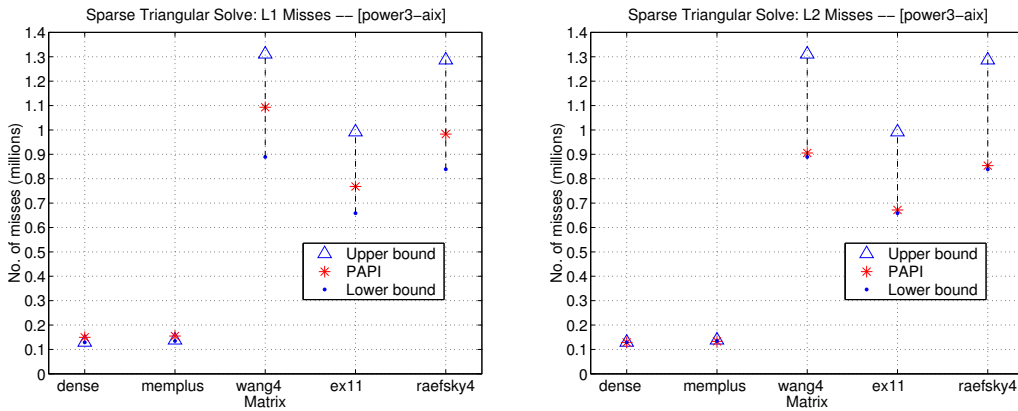 Sparse Triangular Solve: L1 Misses -- [power3-aix]
No. of misses (millions)
1.4
1.3
1.2
1.1
1
0.9
0.8
0.7
0.6
0.5
0.4
0.3
0.2
0.1
0
Upper bound
PAPI
Lower bound
dense memplus wang4 ex11 raefsky4
Matrix
Sparse Triangular Solve: L2 Misses -- [power3-aix]
No. of misses (millions)
1.4
1.3
1.2
1.1
1
0.9
0.8
0.7
0.6
0.5
0.4
0.3
0.2
0.1
0
Upper bound
PAPI
Lower bound
dense memplus wang4 ex11 raefsky4
Matrix